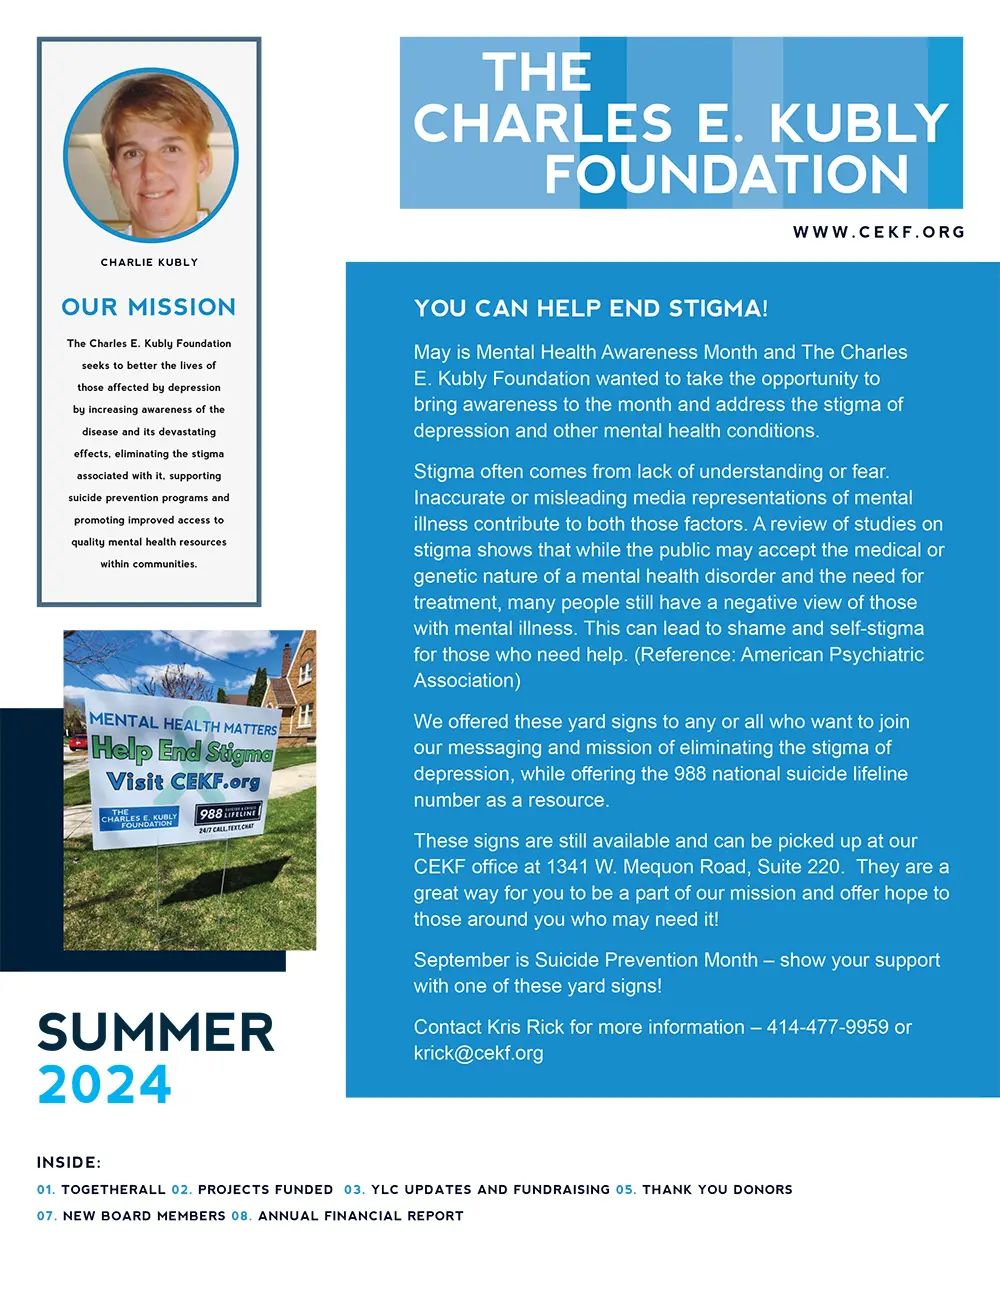 THE
CHARLES E. KUBLY
FOUNDATION
WWW.CEKF.ORG
CHARLIE KUBLY
OUR MISSION
The Charles E. Kubly Foundation
seeks to better the lives of
those affected by depression
by increasing awareness of the
disease and its devastating
effects, eliminating the stigma
associated with it, supporting
suicide prevention programs and
promoting improved access to
quality mental health resources
within communities.
MENTAL HEALTH MATTERS
Help End Stigma
Visit CEKF.org
THE
CHARLES E. KUBLY
FOUNDATION
988 SUICIDE & CRISIS
LIFELINE
24/7 CALL, TEXT, CHAT
SUMMER
2024
YOU CAN HELP END STIGMA!
May is Mental Health Awareness Month and The Charles
E. Kubly Foundation wanted to take the opportunity to
bring awareness to the month and address the stigma of
depression and other mental health conditions.
Stigma often comes from lack of understanding or fear.
Inaccurate or misleading media representations of mental
illness contribute to both those factors. A review of studies on
stigma shows that while the public may accept the medical or
genetic nature of a mental health disorder and the need for
treatment, many people still have a negative view of those
with mental illness. This can lead to shame and self-stigma
for those who need help. (Reference: American Psychiatric
Association)
We offered these yard signs to any or all who want to join
our messaging and mission of eliminating the stigma of
depression, while offering the 988 national suicide lifeline
number as a resource.
These signs are still available and can be picked up at our
CEKF office at 1341 W. Mequon Road, Suite 220.  They are a
great way for you to be a part of our mission and offer hope to
those around you who may need it!
September is Suicide Prevention Month – show your support
with one of these yard signs!
Contact Kris Rick for more information – 414-477-9959 or
krick@cekf.org
INSIDE:
01. TOGETHERALL 02. PROJECTS FUNDED 03. YLC UPDATES AND FUNDRAISING 05. THANK YOU DONORS
07. NEW BOARD MEMBERS 08. ANNUAL FINANCIAL REPORT